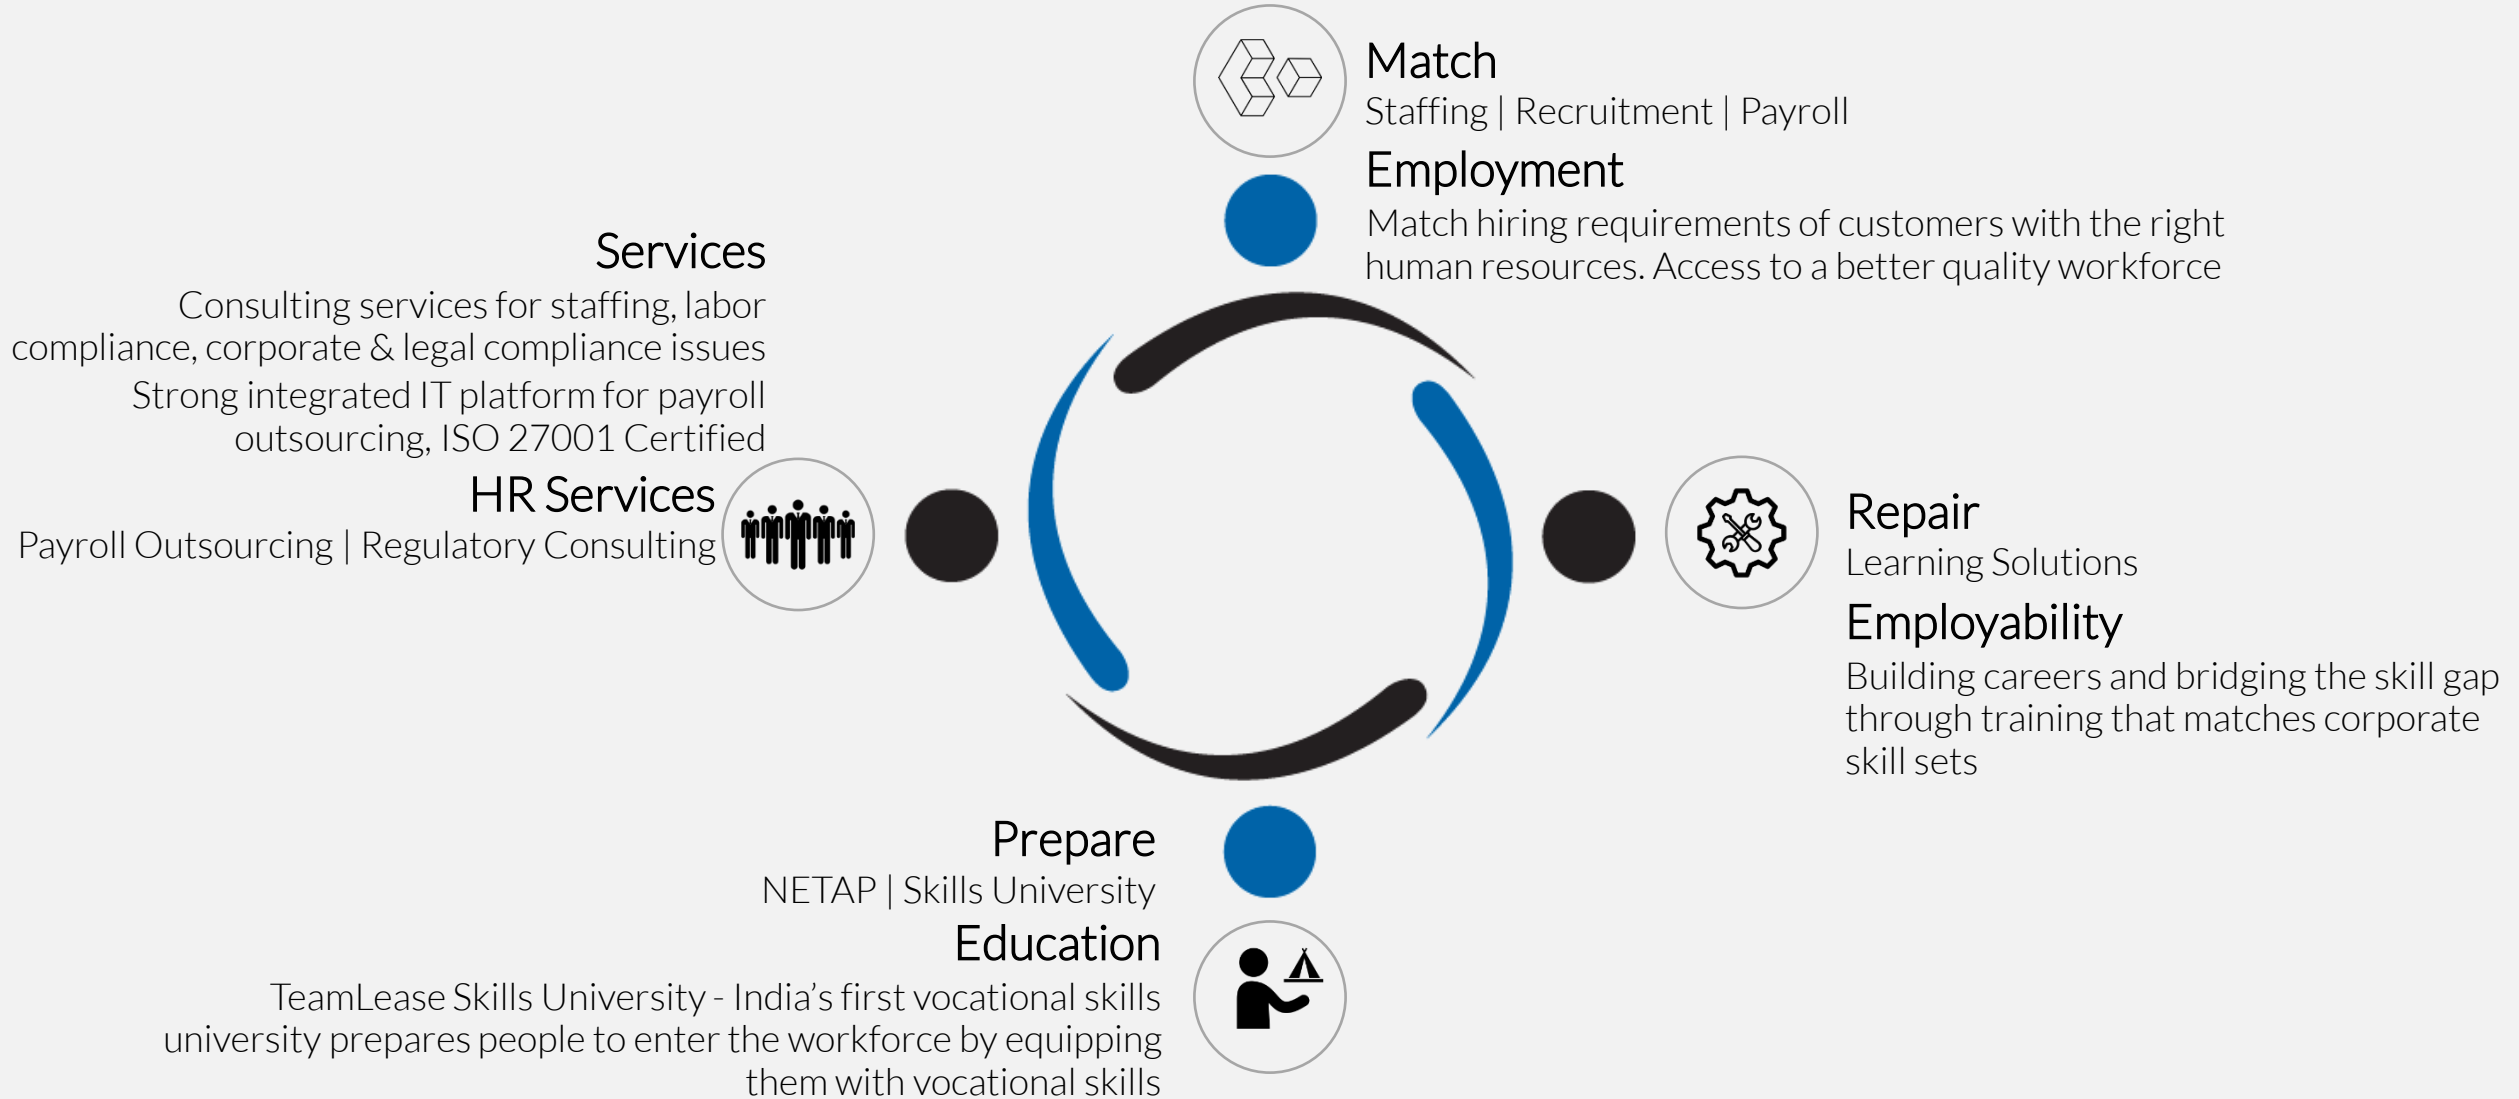 Match
Staffing | Recruitment | Payroll
Employment
Match hiring requirements of customers with the right
human resources. Access to a better quality workforce
Services
Consulting services for staffing, labor
compliance, corporate & legal compliance issues
Strong integrated IT platform for payroll
outsourcing, ISO 27001 Certified
HR Services
Payroll Outsourcing | Regulatory Consulting
Repair
Learning Solutions
Employability
Building careers and bridging the skill gap
through training that matches corporate
skill sets
Prepare
NETAP | Skills University
Education
TeamLease Skills University - India’s first vocational skills
university prepares people to enter the workforce by equipping
them with vocational skills